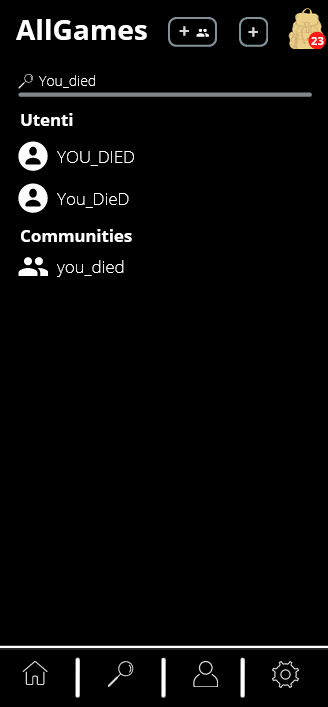 AllGames
+
+
23
You_died
Utenti
YOU_DIED
You_DieD
Communities
you_died